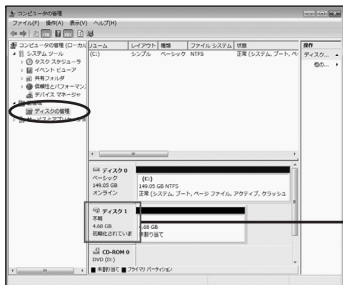 コンピュータの管理
ファイル(F) 操作(A) 表示(V) ヘルプ(H)
コンピュータの管理 (ローカル)
システム ツール
タスク スケジューラ
イベント ビューア
共有フォルダ
信頼性とパフォーマン
デバイス マネージャ
ディスクの管理
サービスとアプリケー
リューム レイアウト 種類 ファイル システム 状態
(C:) シンプル ベーシック NTFS 正常 (システム, ブート, ペ
操作
ディスク...
他の...
ディスク 0
ベーシック
149.05 GB
オンライン
(C:)
149.05 GB NTFS
正常 (システム, ブート, ページ ファイル, アクティブ, クラッシュ
ディスク 1
不明
4.68 GB
初期化されていま
4.68 GB
未割り当て
CD-ROM 0
DVD (D:)
未割り当て プライマリ パーティション